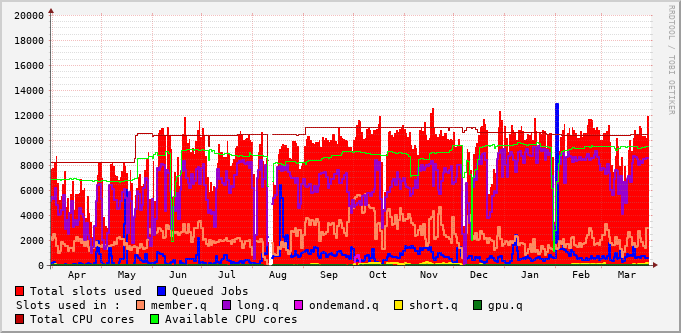 20000
18000
16000
14000
12000
10000
8000
6000
4000
2000
0
Apr May Jun Jul Aug Sep Oct Nov Dec Jan Feb Mar
RRDTOOL / TOBI OETIKER
Total slots used Queued Jobs
Slots used in : member.q long.q ondemand.q short.q gpu.q
Total CPU cores Available CPU cores